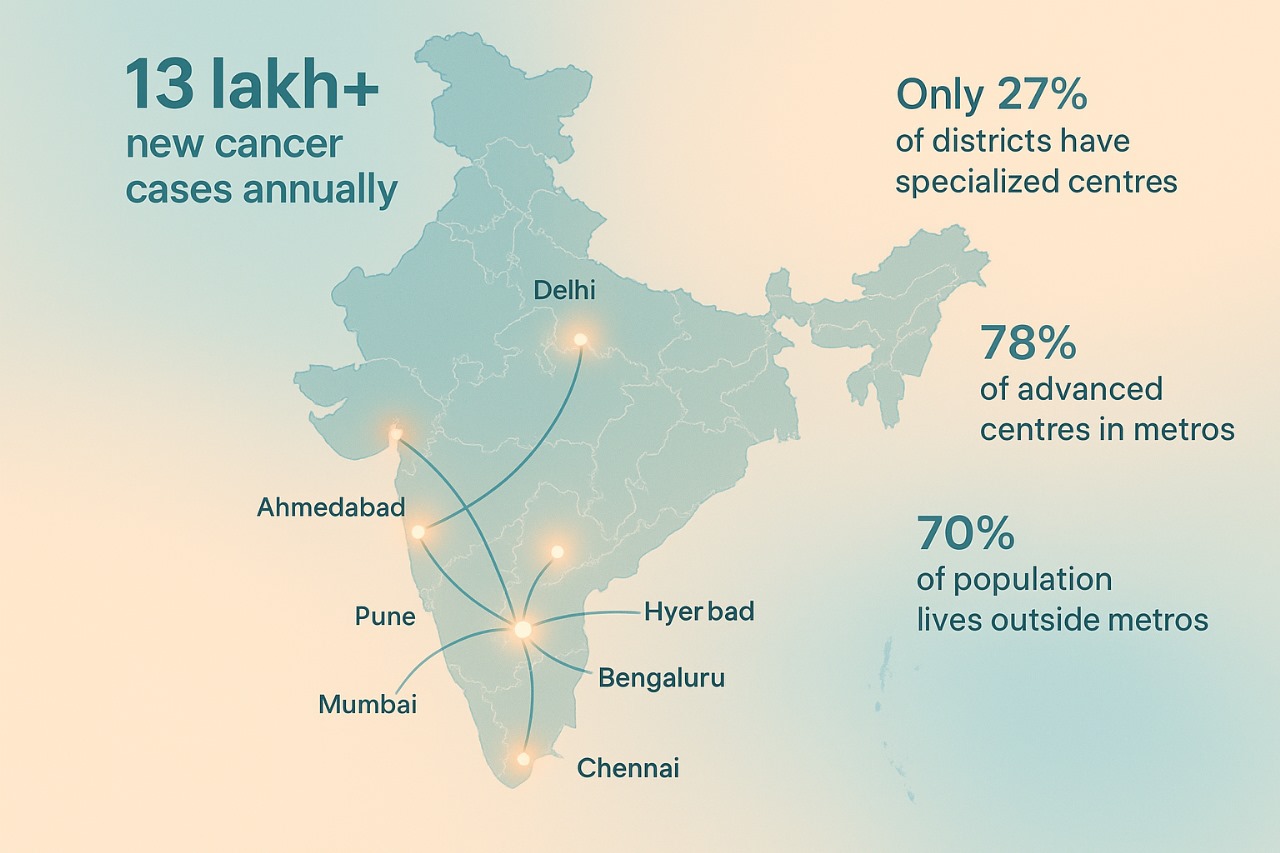 13 lakh+
new cancer
cases annually
Only 27%
of districts have
specialized centres
Delhi
78%
of advanced
centres in metros
Ahmedabad
70%
of population
lives outside metros
Pune
Hyer bad
Bengaluru
Mumbai
Chennai